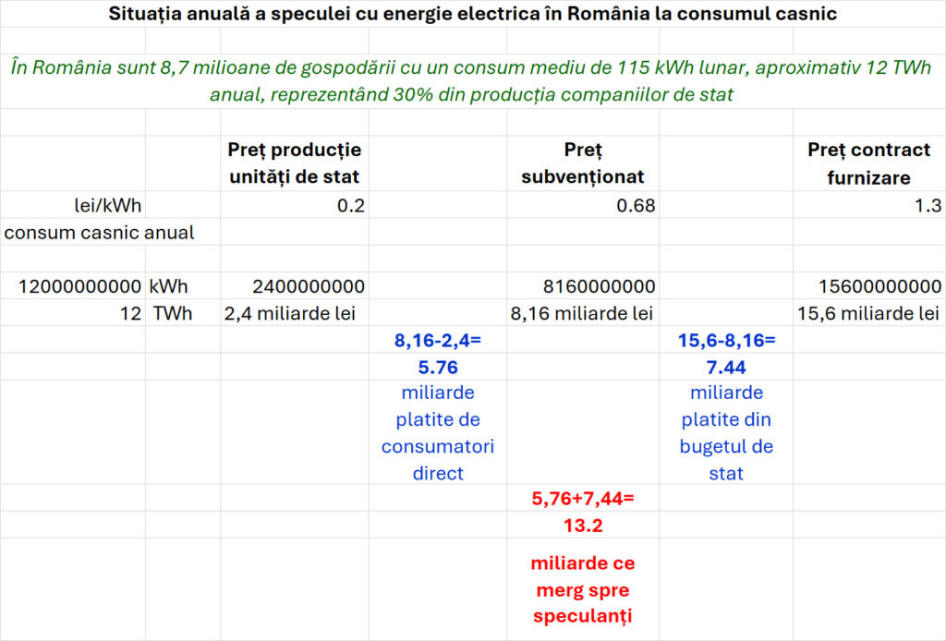 Situația anuală a speculei cu energie electrica în România la consumul casnic
În România sunt 8,7 milioane de gospodării cu un consum mediu de 115 kWh lunar, aproximativ 12 TWh
anual, reprezentând 30% din producția companiilor de stat
Preț producție
unități de stat
Preț
subvenționat
Preț contract
furnizare
lei/kWh 0.2 0.68 1.3
consum casnic anual
12000000000 kWh 2400000000 8160000000 15600000000
12 TWh 2,4 miliarde lei 8,16 miliarde lei 15,6 miliarde lei
8,16-2,4= 15,6-8,16=
5.76 7.44
miliarde
platite de
consumatori
direct
miliarde
platite din
bugetul de
stat
5,76+7,44=
13.2
miliarde ce
merg spre
speculanți